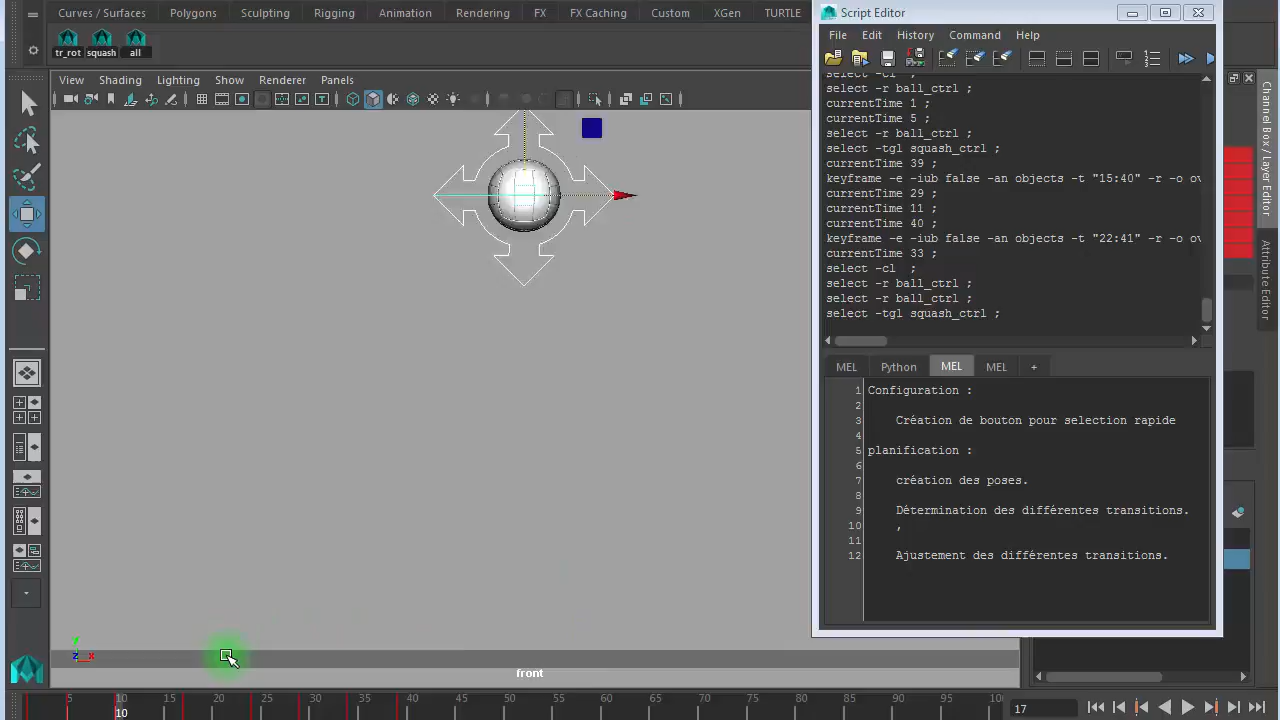 Curves / Surfaces Polygons Sculpting Rigging Animation Rendering FX FX Caching Custom XGen TURTLE
tr_rot squash all
View Shading Lighting Show Renderer Panels
Script Editor
File Edit History Command Help
select -cl ;
select -r ball_ctrl ;
currentTime 1 ;
currentTime 5 ;
select -r ball_ctrl ;
select -tgl squash_ctrl ;
currentTime 39 ;
keyframe -e -iub false -an objects -t "15:40" -r -o ov
currentTime 29 ;
currentTime 11 ;
currentTime 40 ;
keyframe -e -iub false -an objects -t "22:41" -r -o ov
currentTime 33 ;
select -cl ;
select -r ball_ctrl ;
select -r ball_ctrl ;
select -tgl squash_ctrl ;
MEL Python MEL MEL +
1 Configuration :
2
3 Création de bouton pour selection rapide
4
5 planification :
6
7 création des poses.
8
9 Détermination des différentes transitions.
10 ,
11
12 Ajustement des différentes transitions.
Channel Box / Layer Editor
Attribute Editor
y
z x
front
5 10 15 20 25 30 35 40 45 50 55 60 65 70 75 80 85 90 95 100
10
17